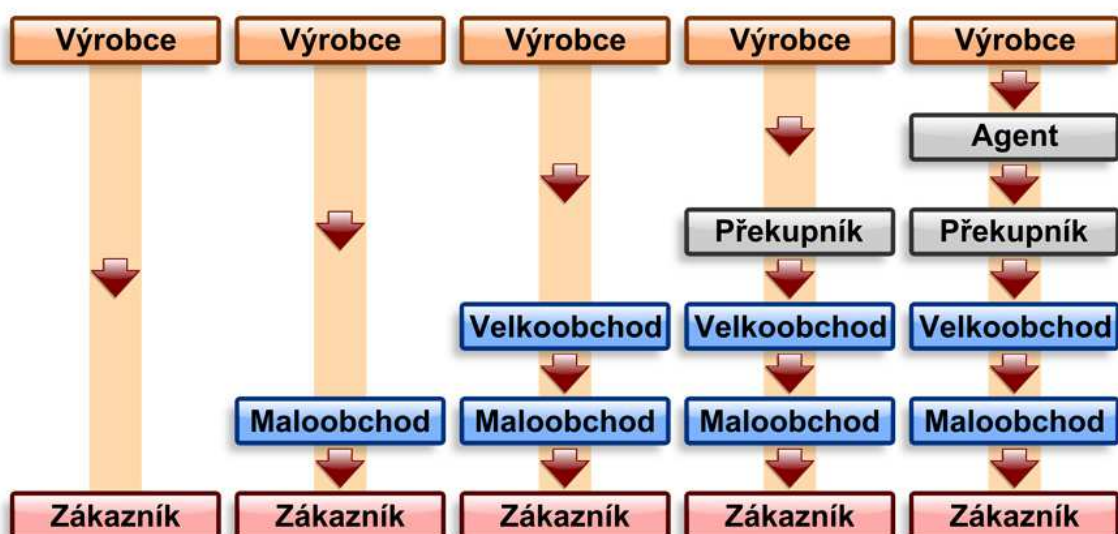 Výrobce Výrobce Výrobce Výrobce Výrobce
Agent
Překupník Překupník
Velkoobchod Velkoobchod Velkoobchod
Maloobchod Maloobchod Maloobchod Maloobchod
Zákazník Zákazník Zákazník Zákazník Zákazník